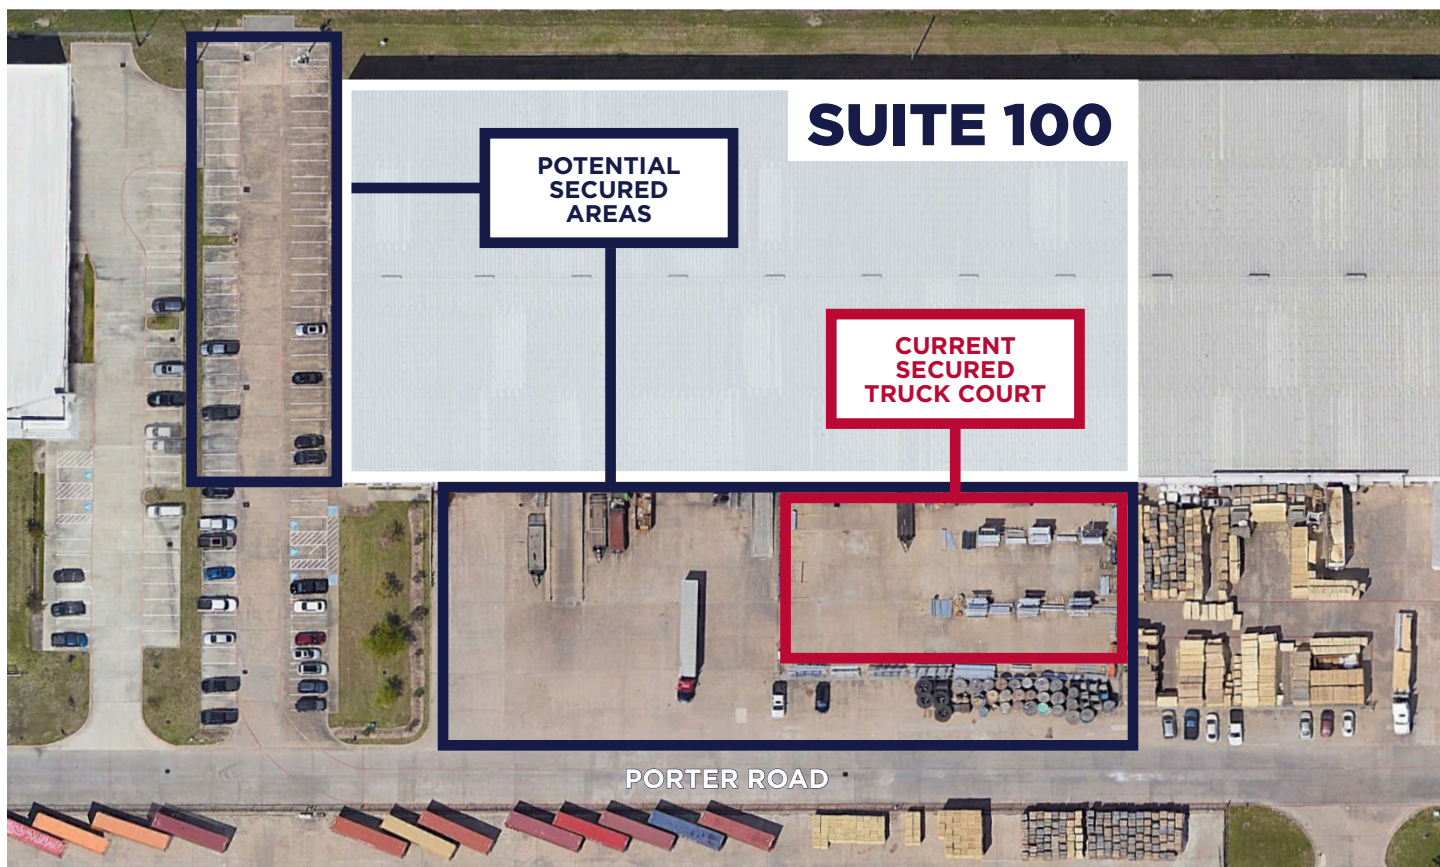 SUITE 100
POTENTIAL
SECURED
AREAS
CURRENT
SECURED
TRUCK COURT
PORTER ROAD